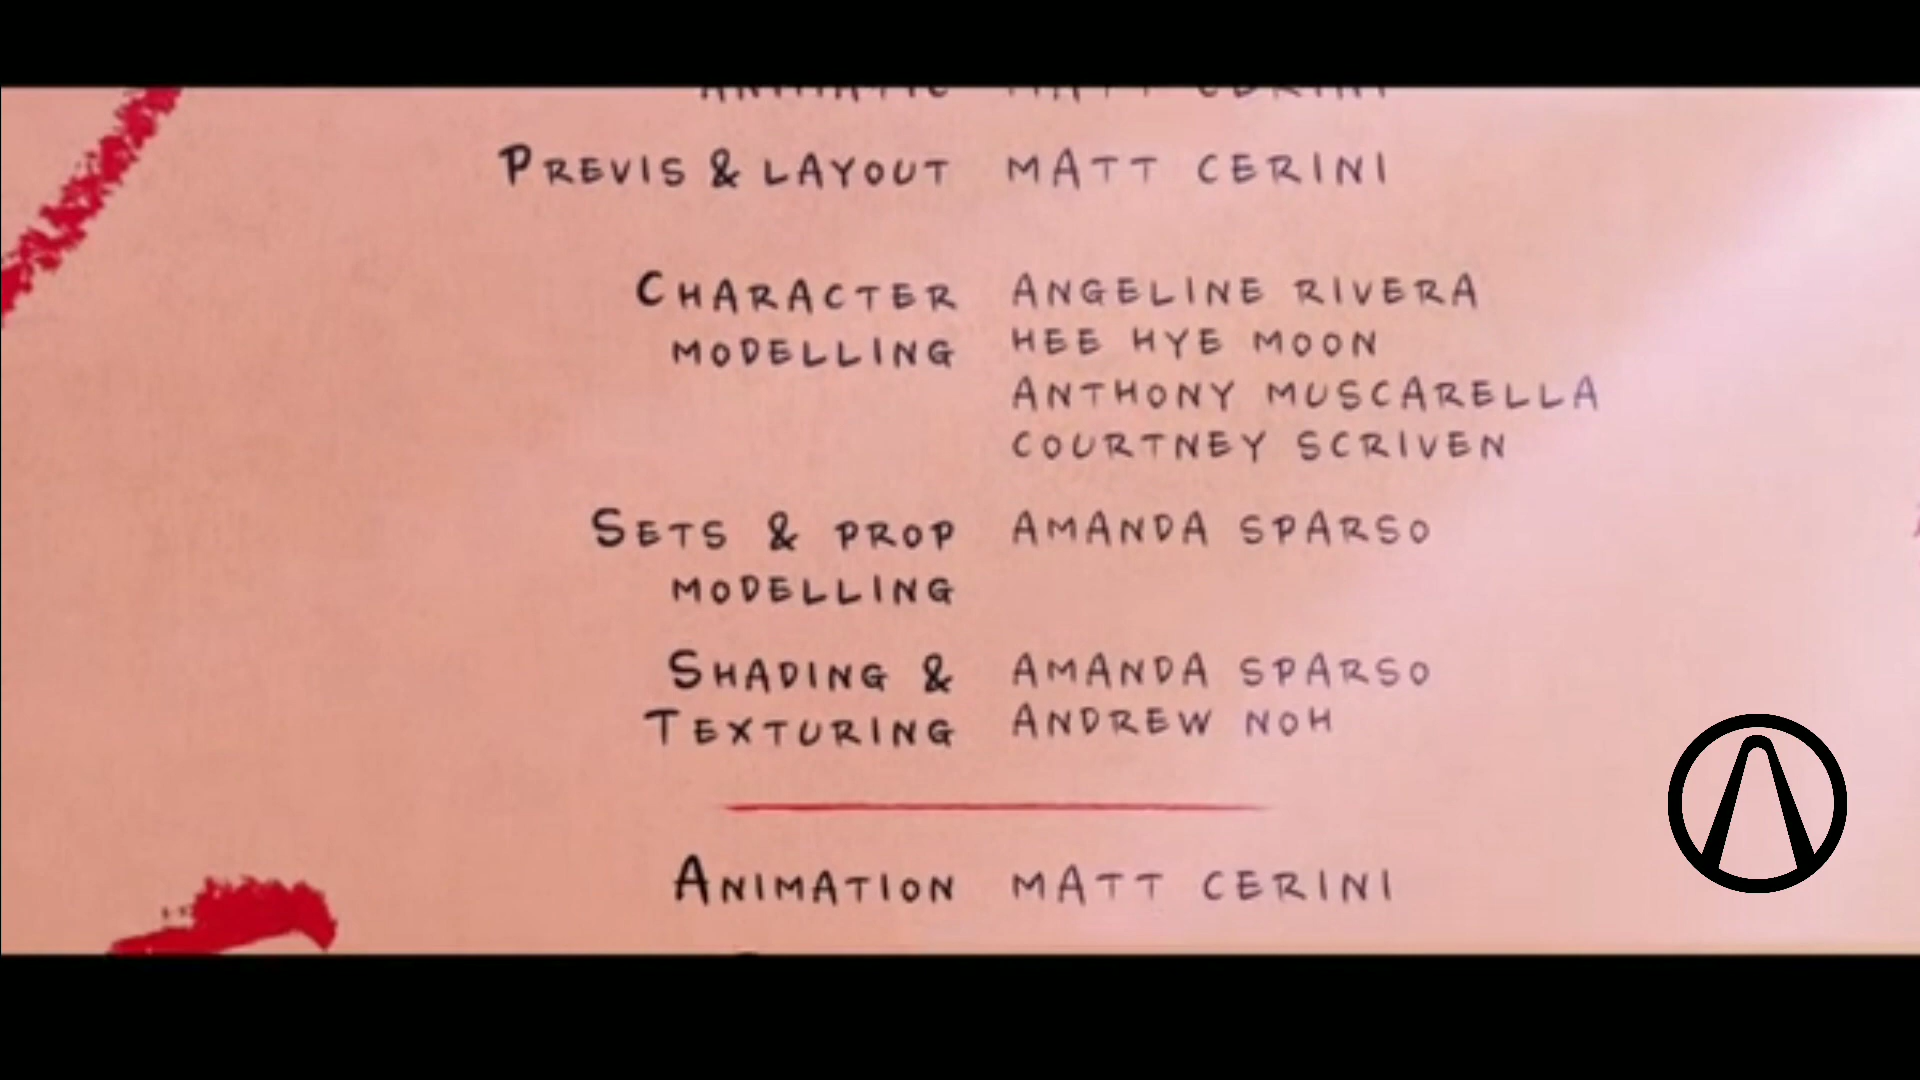 PREVIS & LAYOUT MATT CERINI
CHARACTER ANGELINE RIVERA
MODELLING HEE HYE MOON
ANTHONY MUSCARELLA
COURTNEY SCRIVEN
SETS & PROP AMANDA SPARSO
MODELLING
SHADING & AMANDA SPARSO
TEXTURING ANDREW NOH
ANIMATION MATT CERINI